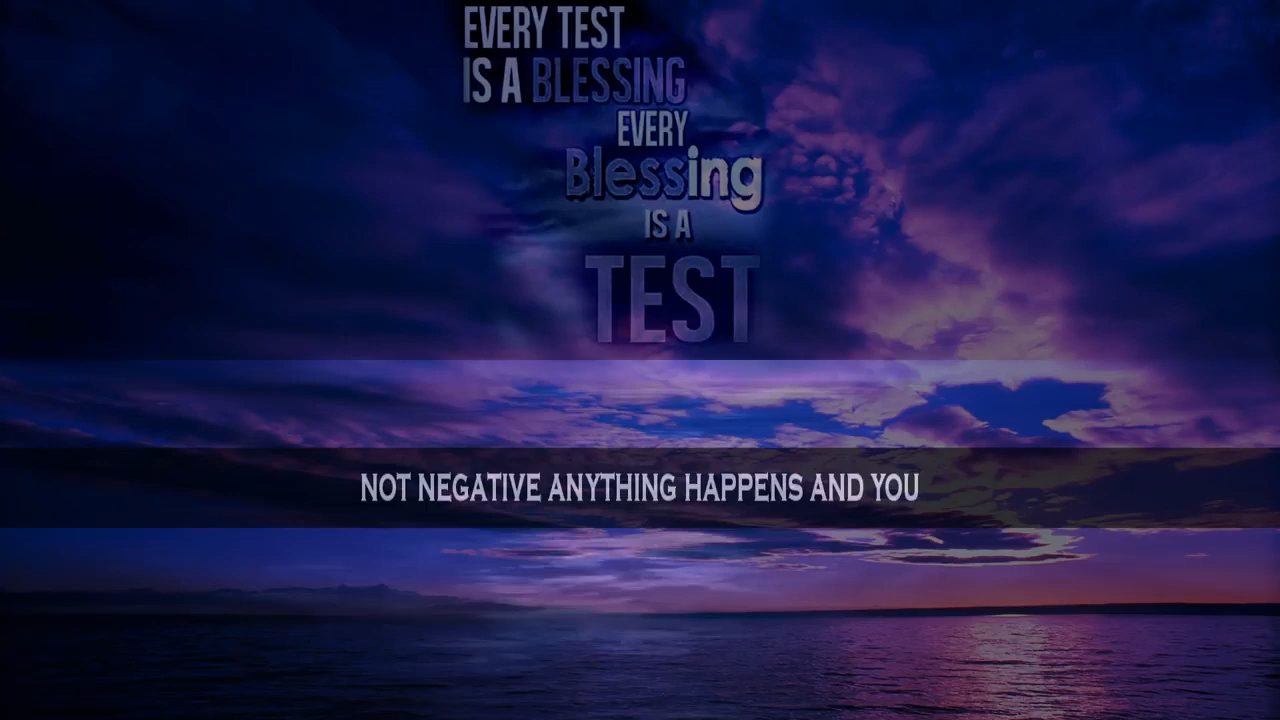 EVERY TEST
IS A BLESSING
EVERY
Blessing
IS A
TEST
NOT NEGATIVE ANYTHING HAPPENS AND YOU